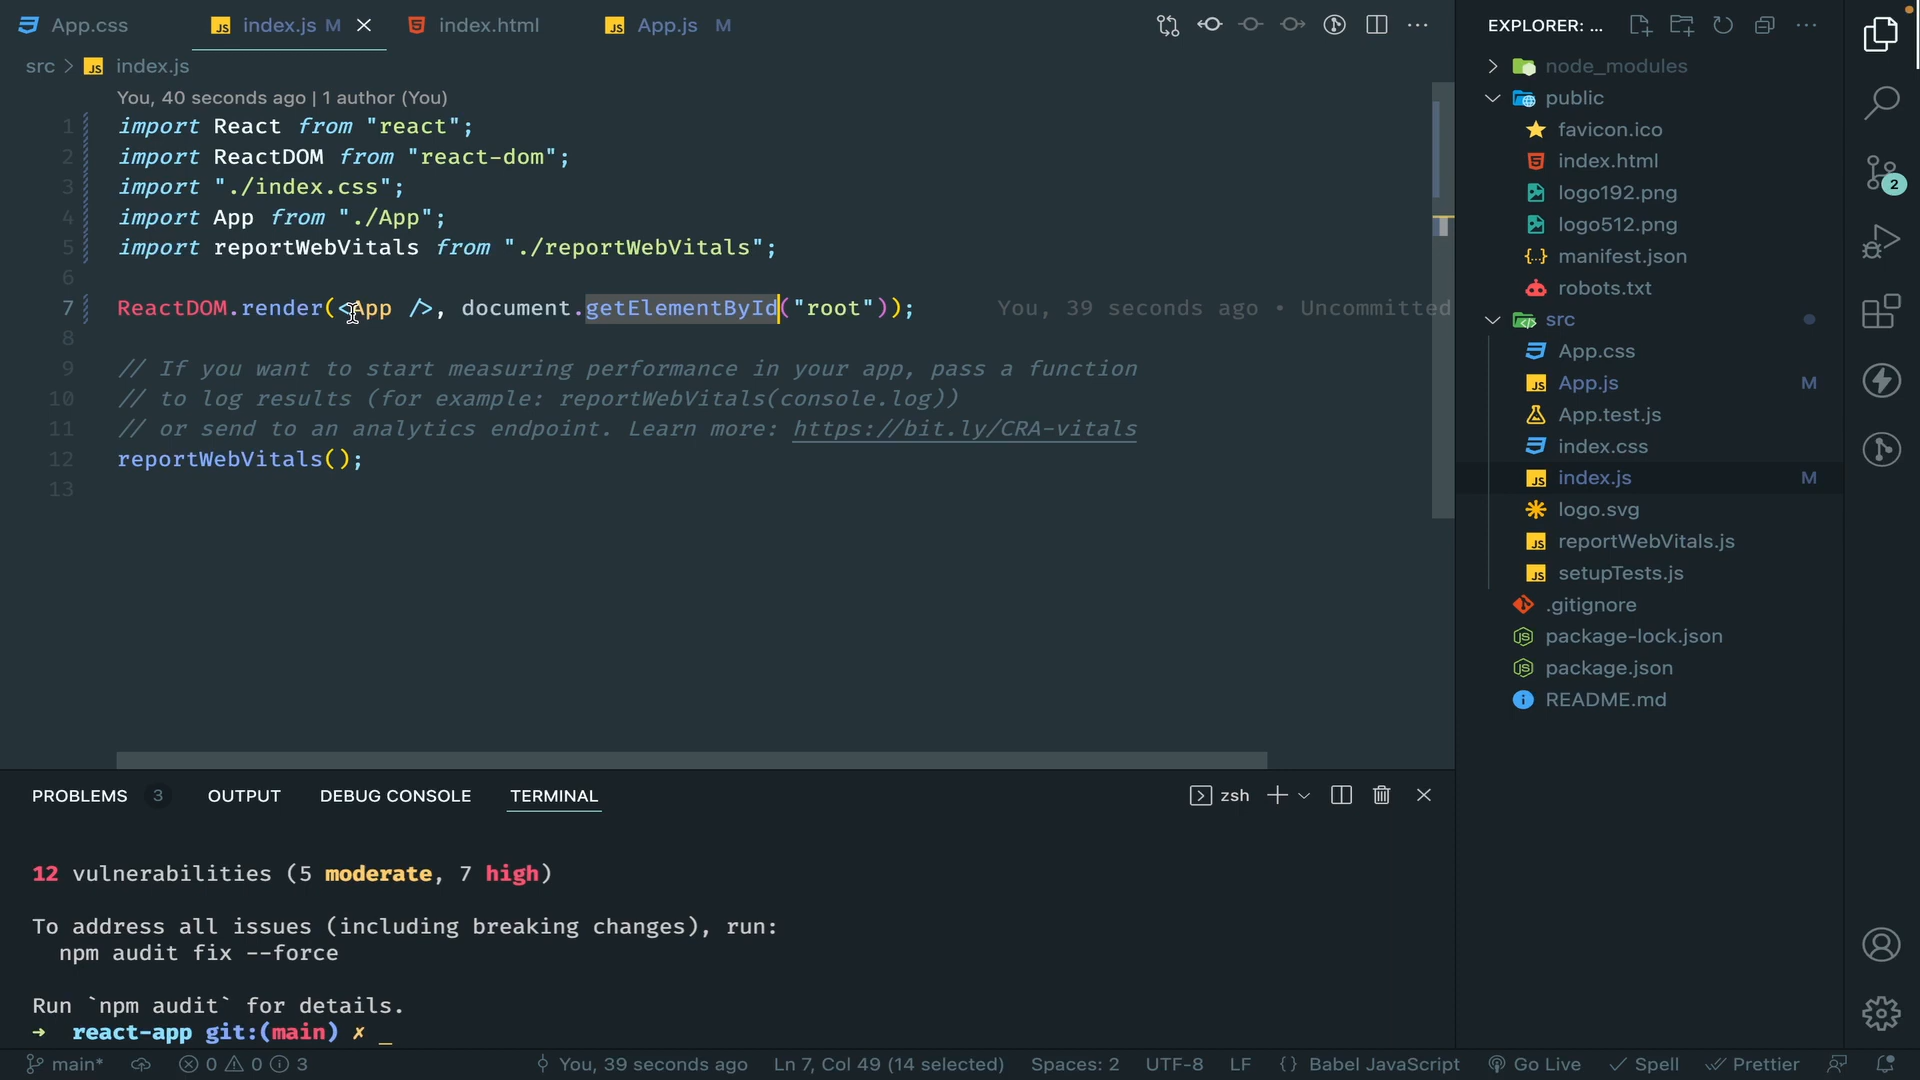 App.css
index.js M
index.html
App.js M
EXPLORER: ...
src > JS index.js
You, 40 seconds ago | 1 author (You)
1 import React from "react";
2 import ReactDOM from "react-dom";
3 import "./index.css";
4 import App from "./App";
5 import reportWebVitals from "./reportWebVitals";
6
7 ReactDOM.render(<App />, document.getElementById("root")); You, 39 seconds ago • Uncommitted
8
9 // If you want to start measuring performance in your app, pass a function
10 // to log results (for example: reportWebVitals(console.log))
11 // or send to an analytics endpoint. Learn more: https://bit.ly/CRA-vitals
12 reportWebVitals();
13
node_modules
public
favicon.ico
index.html
logo192.png
logo512.png
manifest.json
robots.txt
src
App.css
JS App.js M
App.test.js
index.css
JS index.js M
logo.svg
JS reportWebVitals.js
JS setupTests.js
.gitignore
package-lock.json
package.json
README.md
2
PROBLEMS 3 OUTPUT DEBUG CONSOLE TERMINAL
zsh
12 vulnerabilities (5 moderate, 7 high)
To address all issues (including breaking changes), run:
npm audit fix --force
Run `npm audit` for details.
➜ react-app git:(main) ✗ _
main* 0 0 3 You, 39 seconds ago Ln 7, Col 49 (14 selected) Spaces: 2 UTF-8 LF {} Babel JavaScript Go Live Spell Prettier